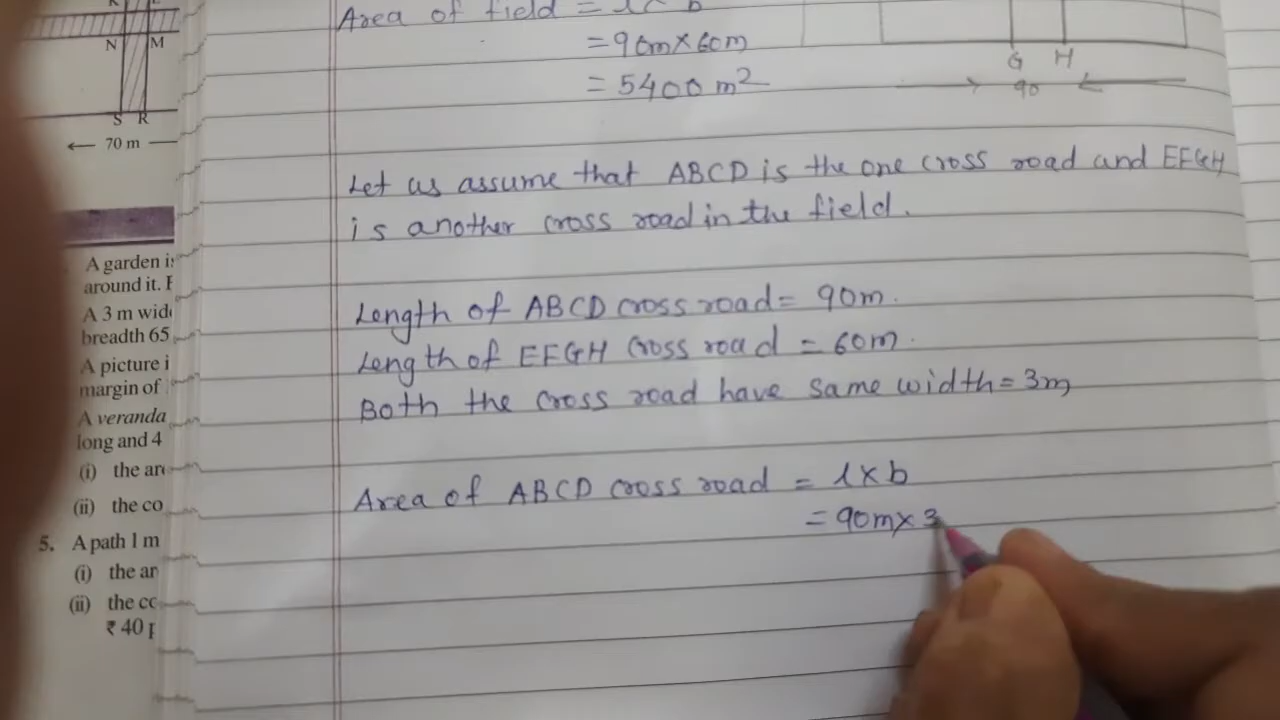 N M
S R
← 70 m
A garden i
around it.
A 3 m wid
breadth 65
A picture i
margin of
A veranda
long and 4
(i) the are
(ii) the co
5. A path 1 m
(i) the ar
(ii) the co
₹ 40 p
Area of field = l × b
= 90m × 60m
= 5400 m²
G H
90
Let us assume that ABCD is the one cross road and EFGH
is another cross road in the field.
Length of ABCD cross road = 90m.
Length of EFGH cross road = 60m.
Both the cross road have same width = 3m
Area of ABCD cross road = l × b
= 90m × 3